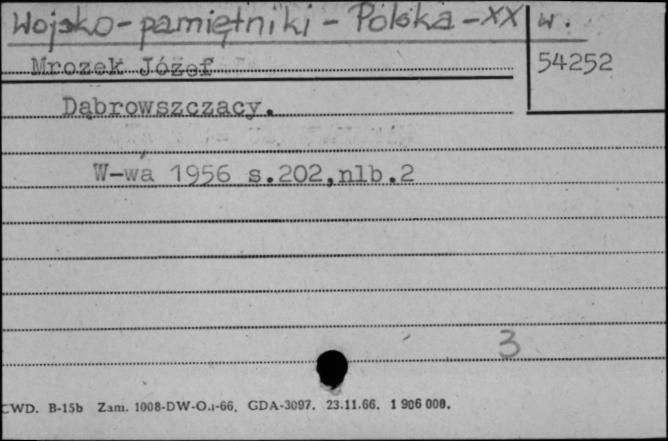 Wojsko - pamiętniki - Polska - XX w.
Mrozek Józef
54252
Dąbrowszczacy.
W-wa 1956 s.202,nlb.2
3
CWD. B-15b Zam. 1008-DW-O.i-66. GDA-3097. 23.11.66. 1 906 000.